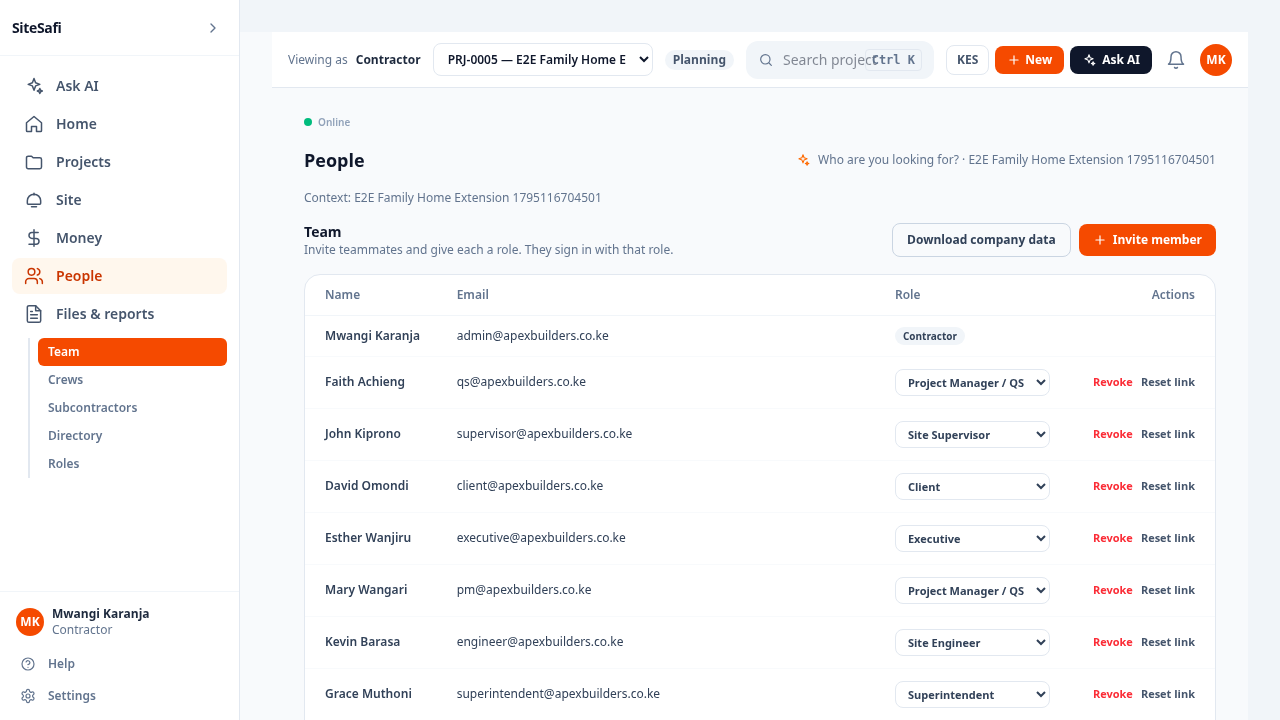 SiteSafi
Ask AI
Home
Projects
Site
Money
People
Files & reports
Team
Crews
Subcontractors
Directory
Roles
MK
Mwangi Karanja
Contractor
Help
Settings
Viewing as Contractor
PRJ-0005 — E2E Family Home E
Planning
Search project
Ctrl K
KES
New
Ask AI
MK
Online
People
Who are you looking for? · E2E Family Home Extension 1795116704501
Context: E2E Family Home Extension 1795116704501
Team
Invite teammates and give each a role. They sign in with that role.
Download company data
Invite member
Name Email Role Actions
Mwangi Karanja admin@apexbuilders.co.ke Contractor
Faith Achieng qs@apexbuilders.co.ke Project Manager / QS Revoke Reset link
John Kiprono supervisor@apexbuilders.co.ke Site Supervisor Revoke Reset link
David Omondi client@apexbuilders.co.ke Client Revoke Reset link
Esther Wanjiru executive@apexbuilders.co.ke Executive Revoke Reset link
Mary Wangari pm@apexbuilders.co.ke Project Manager / QS Revoke Reset link
Kevin Barasa engineer@apexbuilders.co.ke Site Engineer Revoke Reset link
Grace Muthoni superintendent@apexbuilders.co.ke Superintendent Revoke Reset link